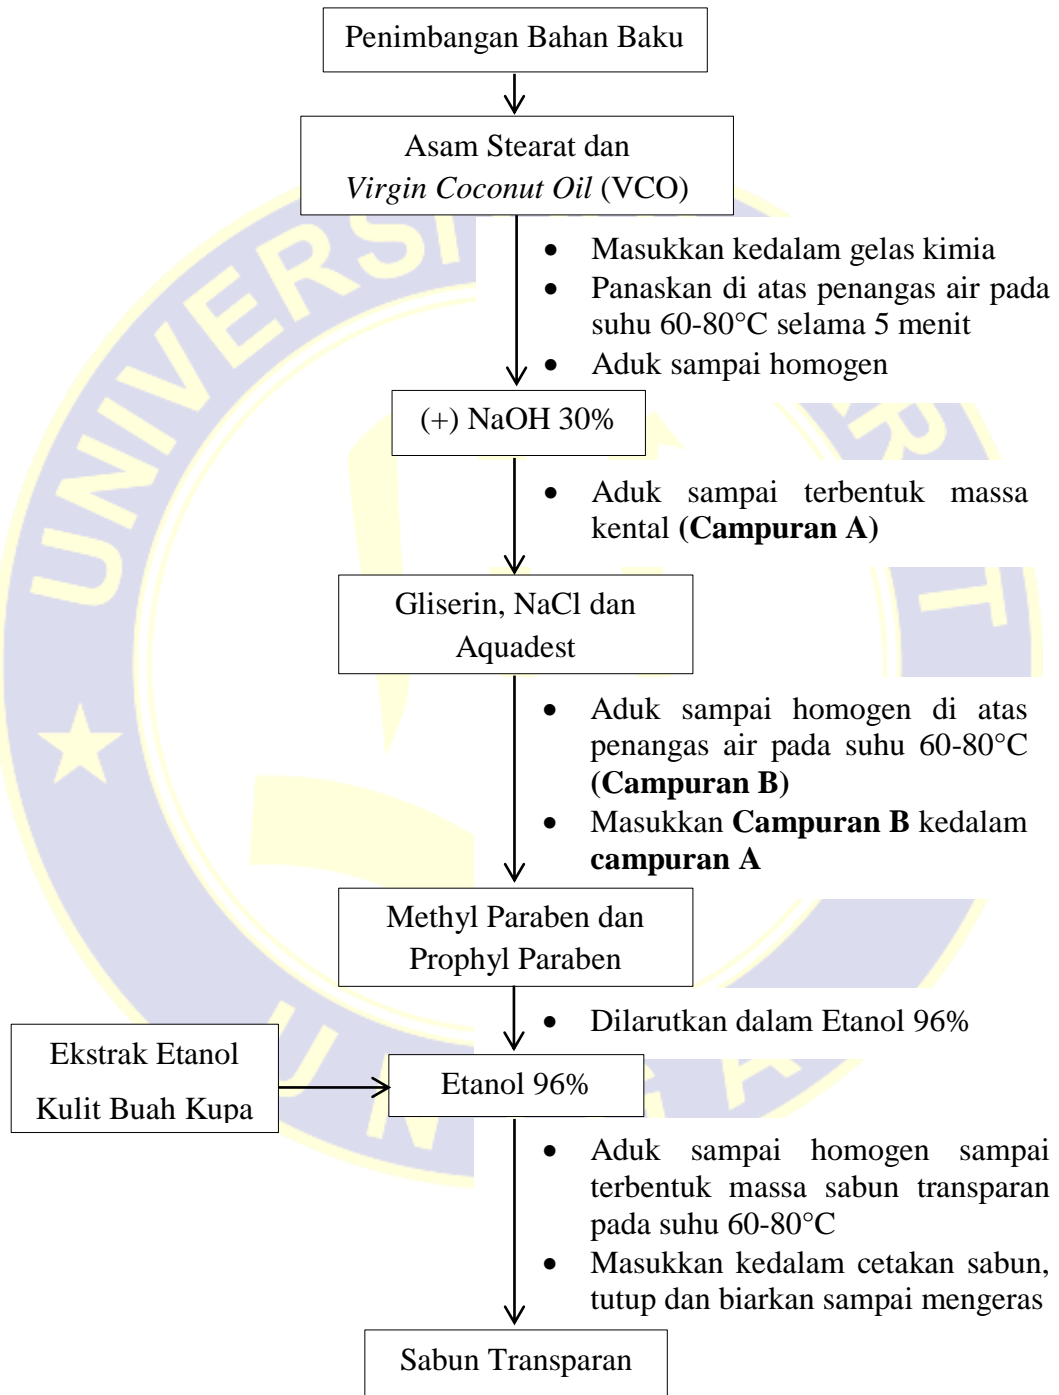 Penimbangan Bahan Baku
Asam Stearat dan
Virgin Coconut Oil (VCO)
• Masukkan kedalam gelas kimia
• Panaskan di atas penangas air pada
suhu 60-80°C selama 5 menit
• Aduk sampai homogen
(+) NaOH 30%
• Aduk sampai terbentuk massa
kental (Campuran A)
Gliserin, NaCl dan
Aquadest
• Aduk sampai homogen di atas
penangas air pada suhu 60-80°C
(Campuran B)
• Masukkan Campuran B kedalam
campuran A
Methyl Paraben dan
Prophyl Paraben
• Dilarutkan dalam Etanol 96%
Ekstrak Etanol
Kulit Buah Kupa
Etanol 96%
• Aduk sampai homogen sampai
terbentuk massa sabun transparan
pada suhu 60-80°C
• Masukkan kedalam cetakan sabun,
tutup dan biarkan sampai mengeras
Sabun Transparan